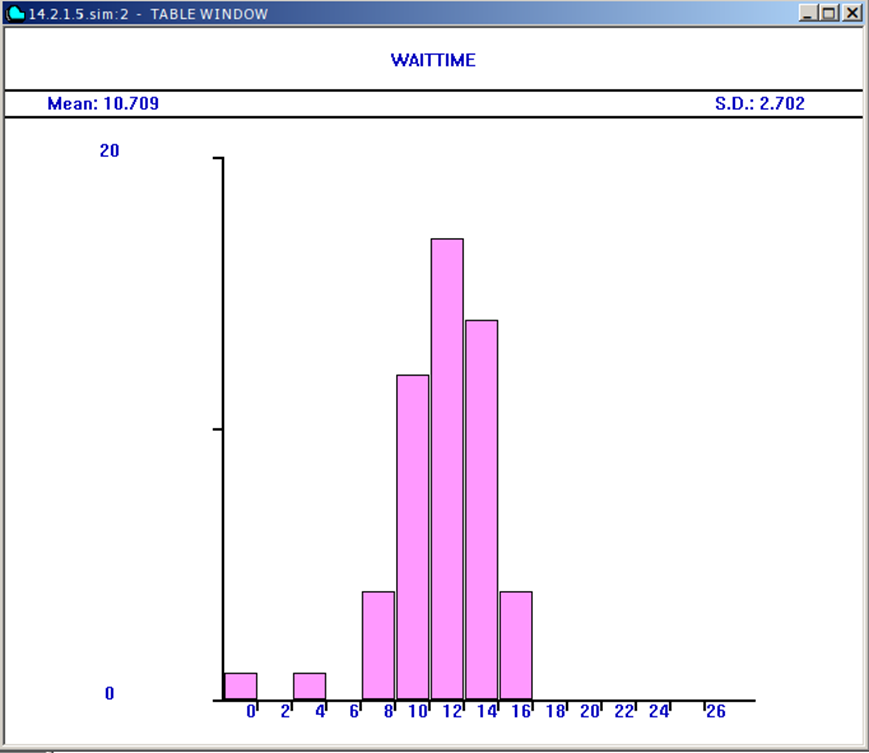 14.2.1.5.sim:2 - TABLE WINDOW
WAITTIME
Mean: 10.709 S.D.: 2.702
20
0
0 2 4 6 8 10 12 14 16 18 20 22 24 26